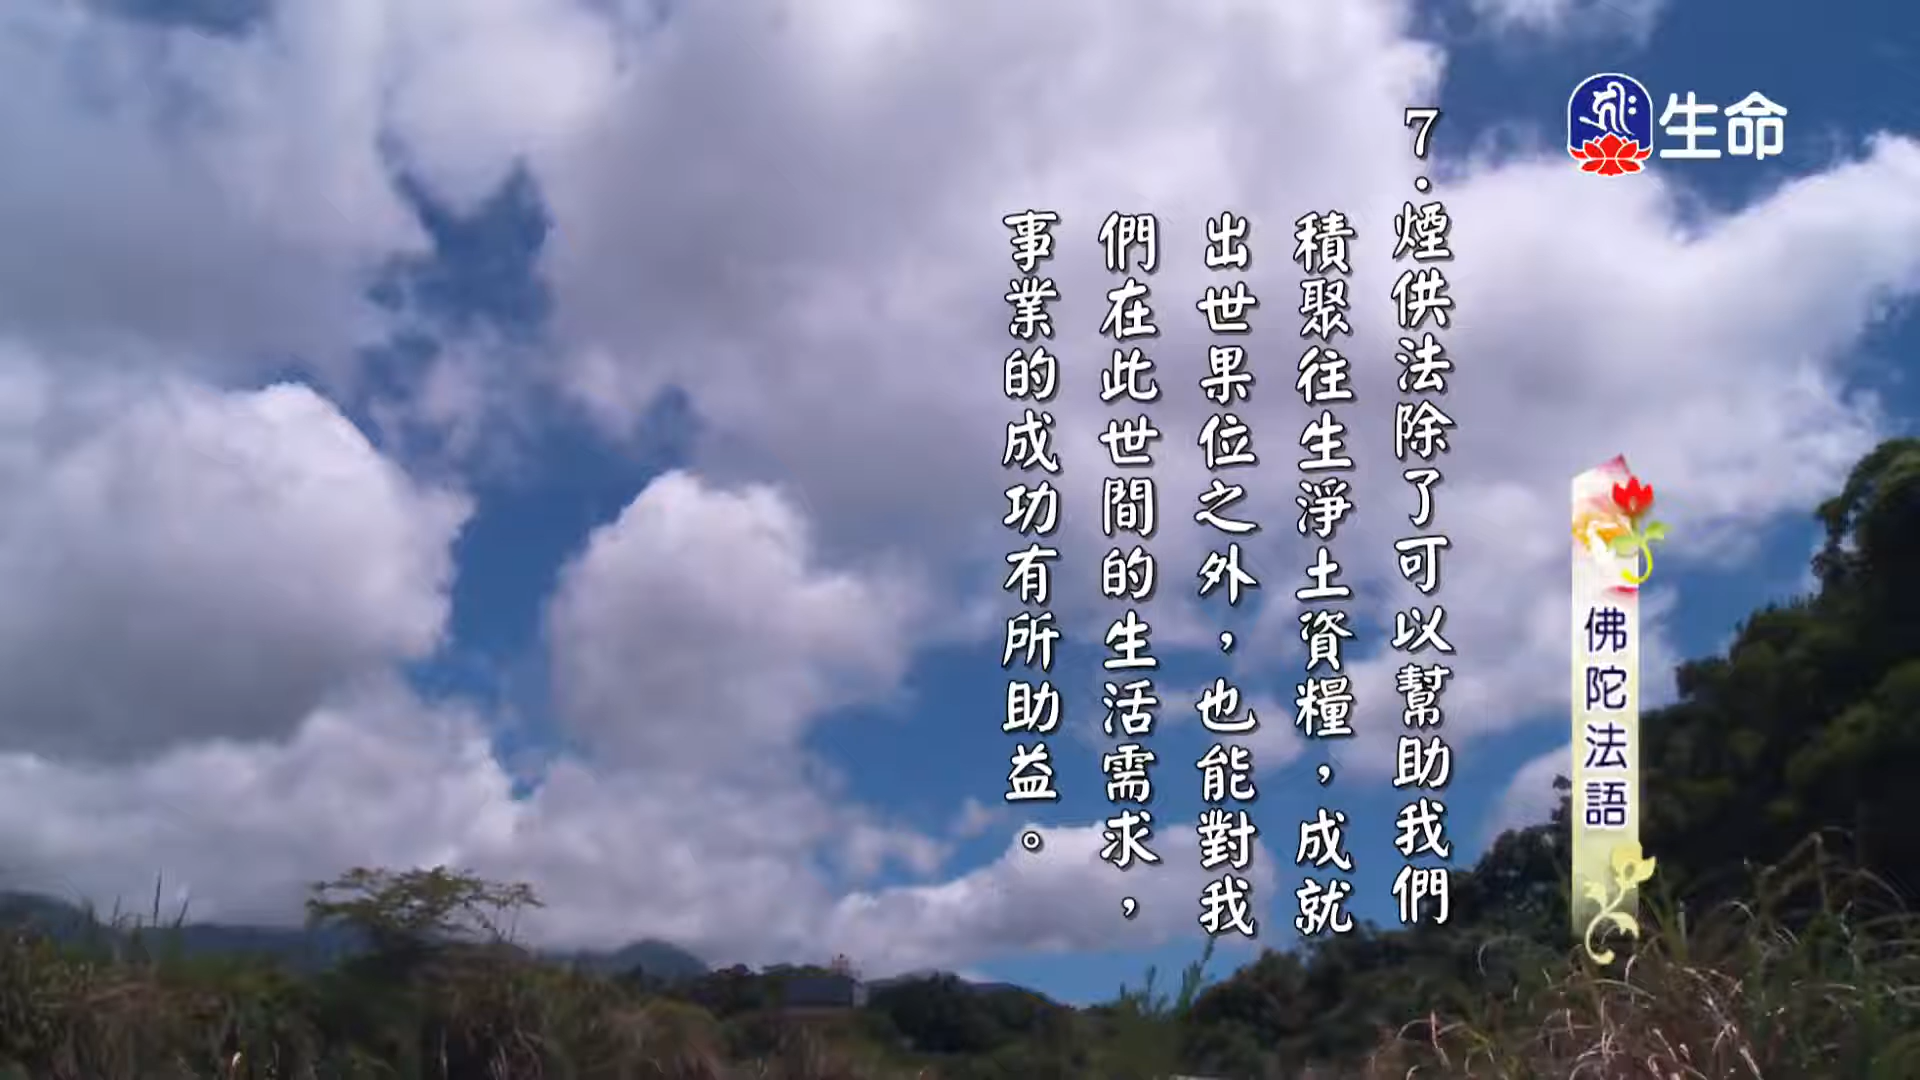 7.煙供法除了可以幫助我們
積聚往生淨土資糧，成就
出世果位之外，也能對我
們在此世間的生活需求，
事業的成功有所助益。
生命
佛陀法語